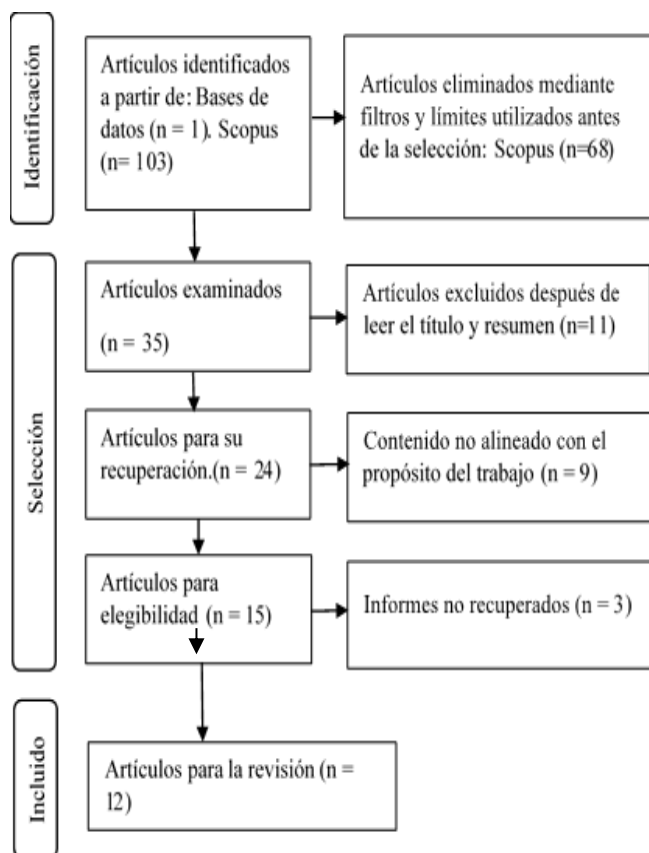 Identificación
Artículos identificados
a partir de: Bases de
datos (n = 1). Scopus
(n= 103)
Artículos eliminados mediante
filtros y límites utilizados antes
de la selección: Scopus (n=68)
Selección
Artículos examinados
(n = 35)
Artículos excluidos después de
leer el título y resumen (n=11)
Artículos para su
recuperación.(n = 24)
Contenido no alineado con el
propósito del trabajo (n = 9)
Artículos para
elegibilidad (n = 15)
Informes no recuperados (n = 3)
Incluido
Artículos para la revisión (n =
12)